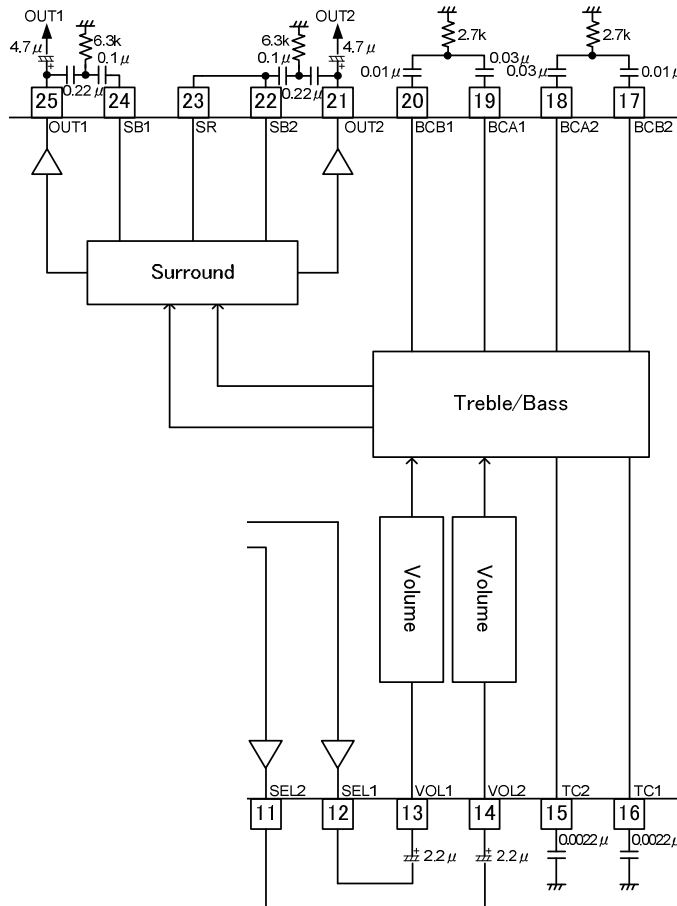 OUT1
OUT2
4.7μ
6.3k
0.1μ
0.22μ
6.3k
0.1μ
0.22μ
4.7μ
2.7k
0.01μ
0.03μ
2.7k
0.03μ
0.01μ
25
24
23
22
21
20
19
18
17
OUT1
SB1
SR
SB2
OUT2
BCB1
BCA1
BCA2
BCB2
Surround
Treble/Bass
Volume
Volume
SEL2
SEL1
VOL1
VOL2
TC2
TC1
11
12
13
14
15
16
2.2μ
2.2μ
0.0022μ
0.0022μ